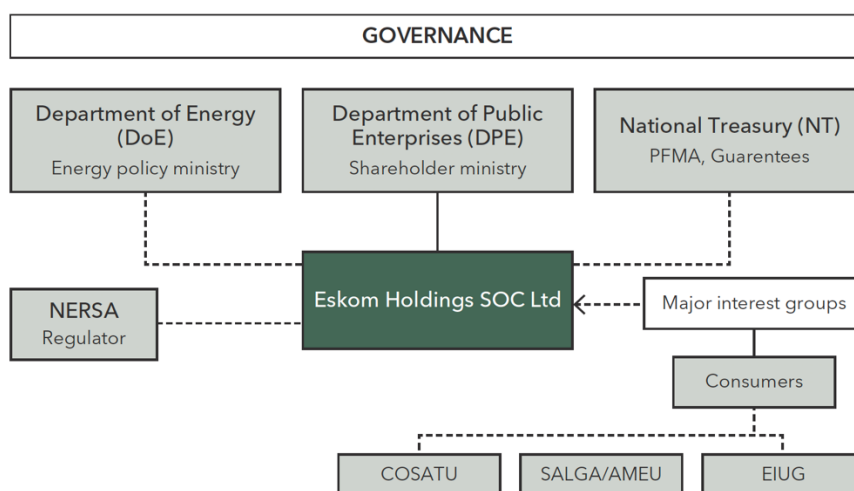 GOVERNANCE
Department of Energy
(DoE)
Energy policy ministry
Department of Public
Enterprises (DPE)
Shareholder ministry
National Treasury (NT)
PFMA, Guarentees
Eskom Holdings SOC Ltd
NERSA
Regulator
Major interest groups
Consumers
COSATU
SALGA/AMEU
EIUG